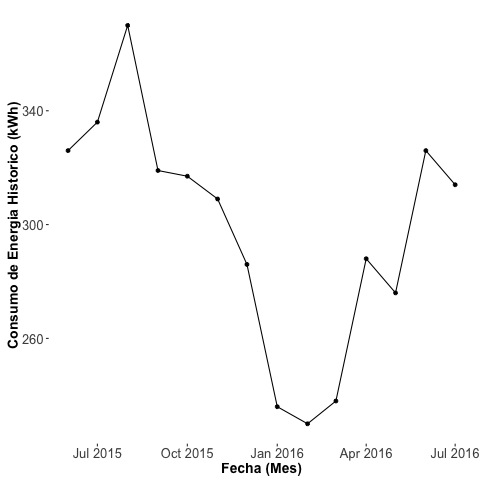 Consumo de Energia Historico (kWh)
340
300
260
Jul 2015
Oct 2015
Jan 2016
Apr 2016
Jul 2016
Fecha (Mes)